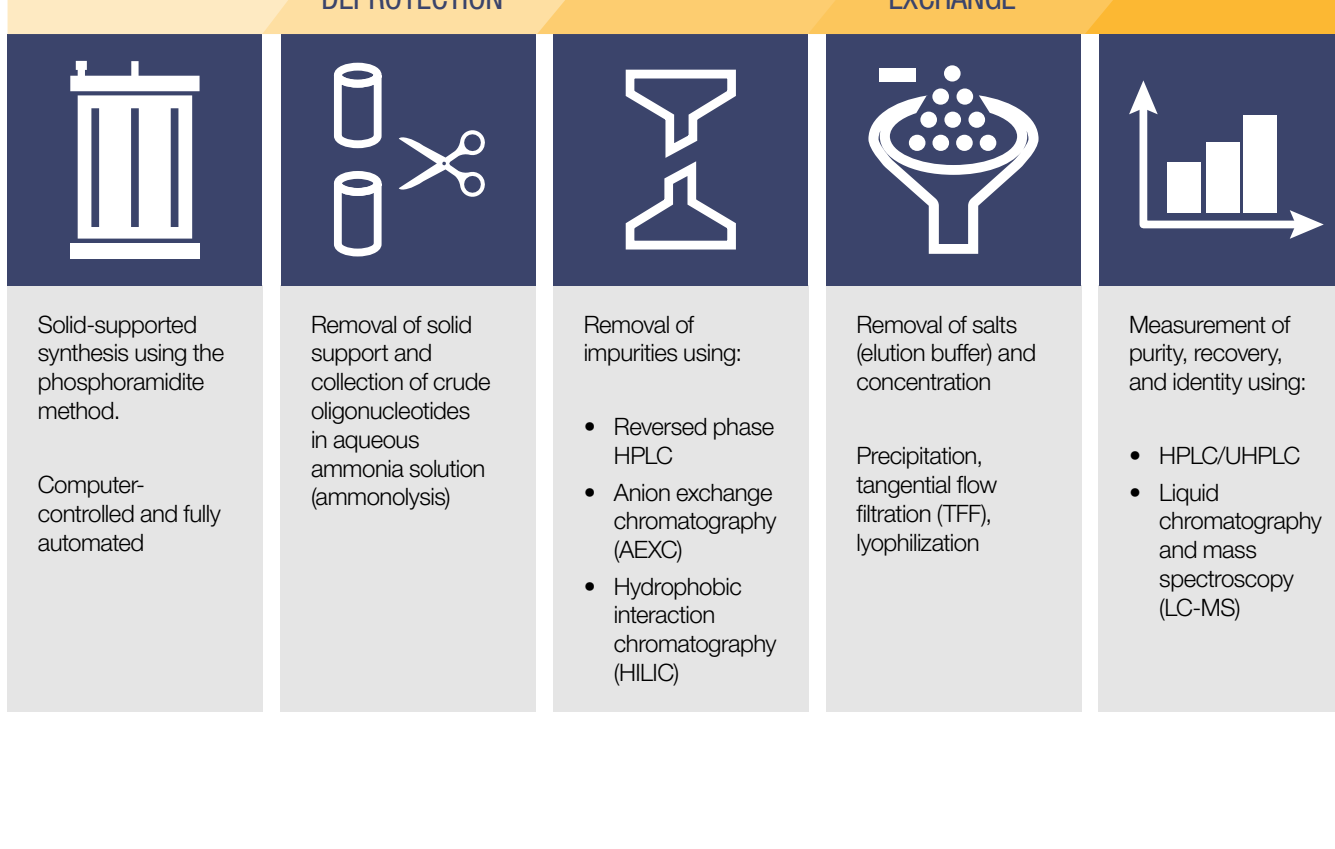 DEPROTECTION
EXCHANGE
Solid-supported
synthesis using the
phosphoramidite
method.
Computer-
controlled and fully
automated
Removal of solid
support and
collection of crude
oligonucleotides
in aqueous
ammonia solution
(ammonolysis)
Removal of
impurities using:
• Reversed phase
HPLC
• Anion exchange
chromatography
(AEXC)
• Hydrophobic
interaction
chromatography
(HILIC)
Removal of salts
(elution buffer) and
concentration
Precipitation,
tangential flow
filtration (TFF),
lyophilization
Measurement of
purity, recovery,
and identity using:
• HPLC/UHPLC
• Liquid
chromatography
and mass
spectroscopy
(LC-MS)